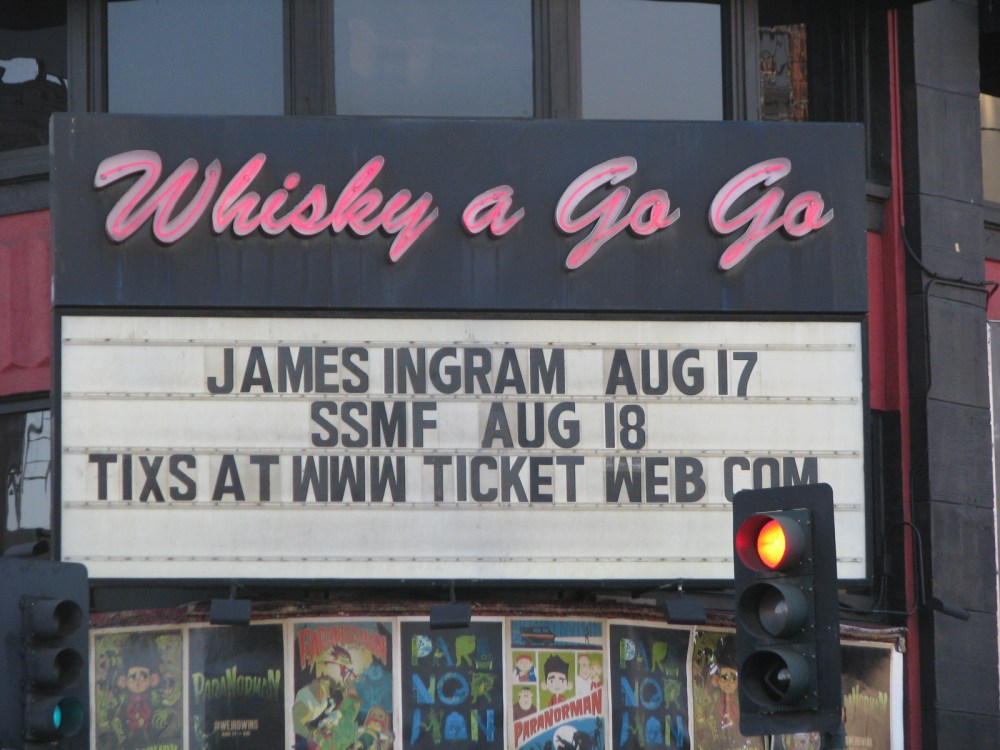 Whisky a Go Go
JAMES INGRAM AUG 17
SSMF AUG 18
TIXS AT WWW TICKET WEB COM
PARANORMAN
#WEIRDWINS
PARANORMAN
PAR
NOR
MAN
PARANORMAN
PAR
NOR
MAN